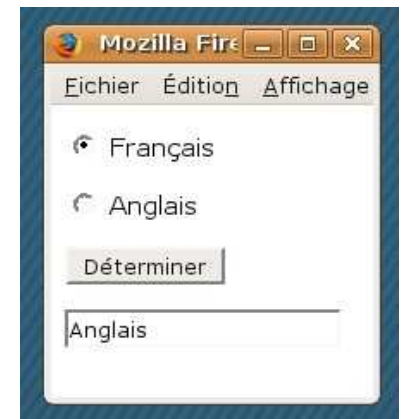 Mozilla Fire
Fichier Édition Affichage
Français
Anglais
Déterminer
Anglais